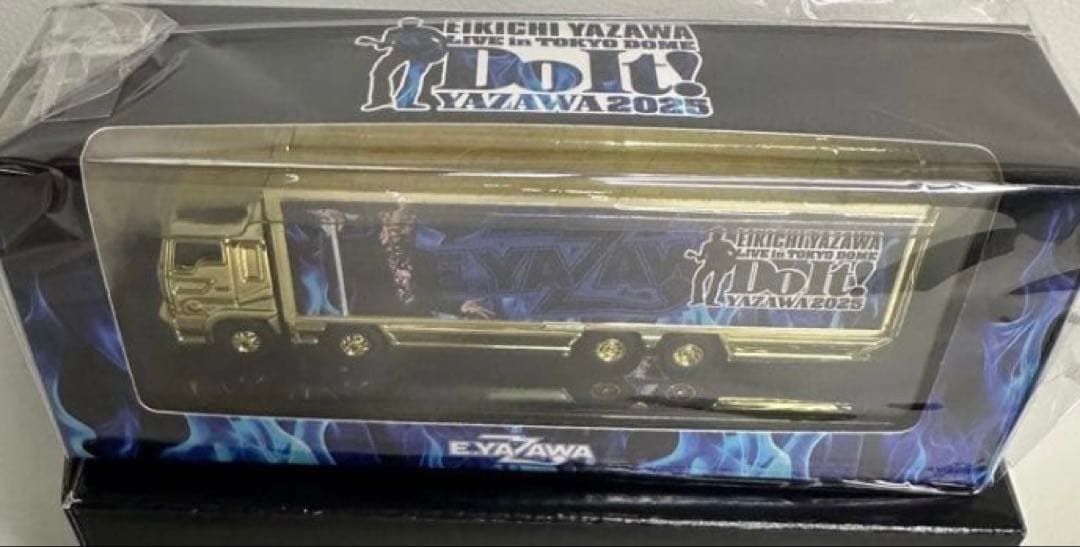 EIKICHI YAZAWA
LIVE in TOKYO DOME
Do It!
YAZAWA 2025
E.YAZAW
EIKICHI YAZAWA
LIVE in TOKYO DOME
Do It!
YAZAWA 2025
E.YAZAWA